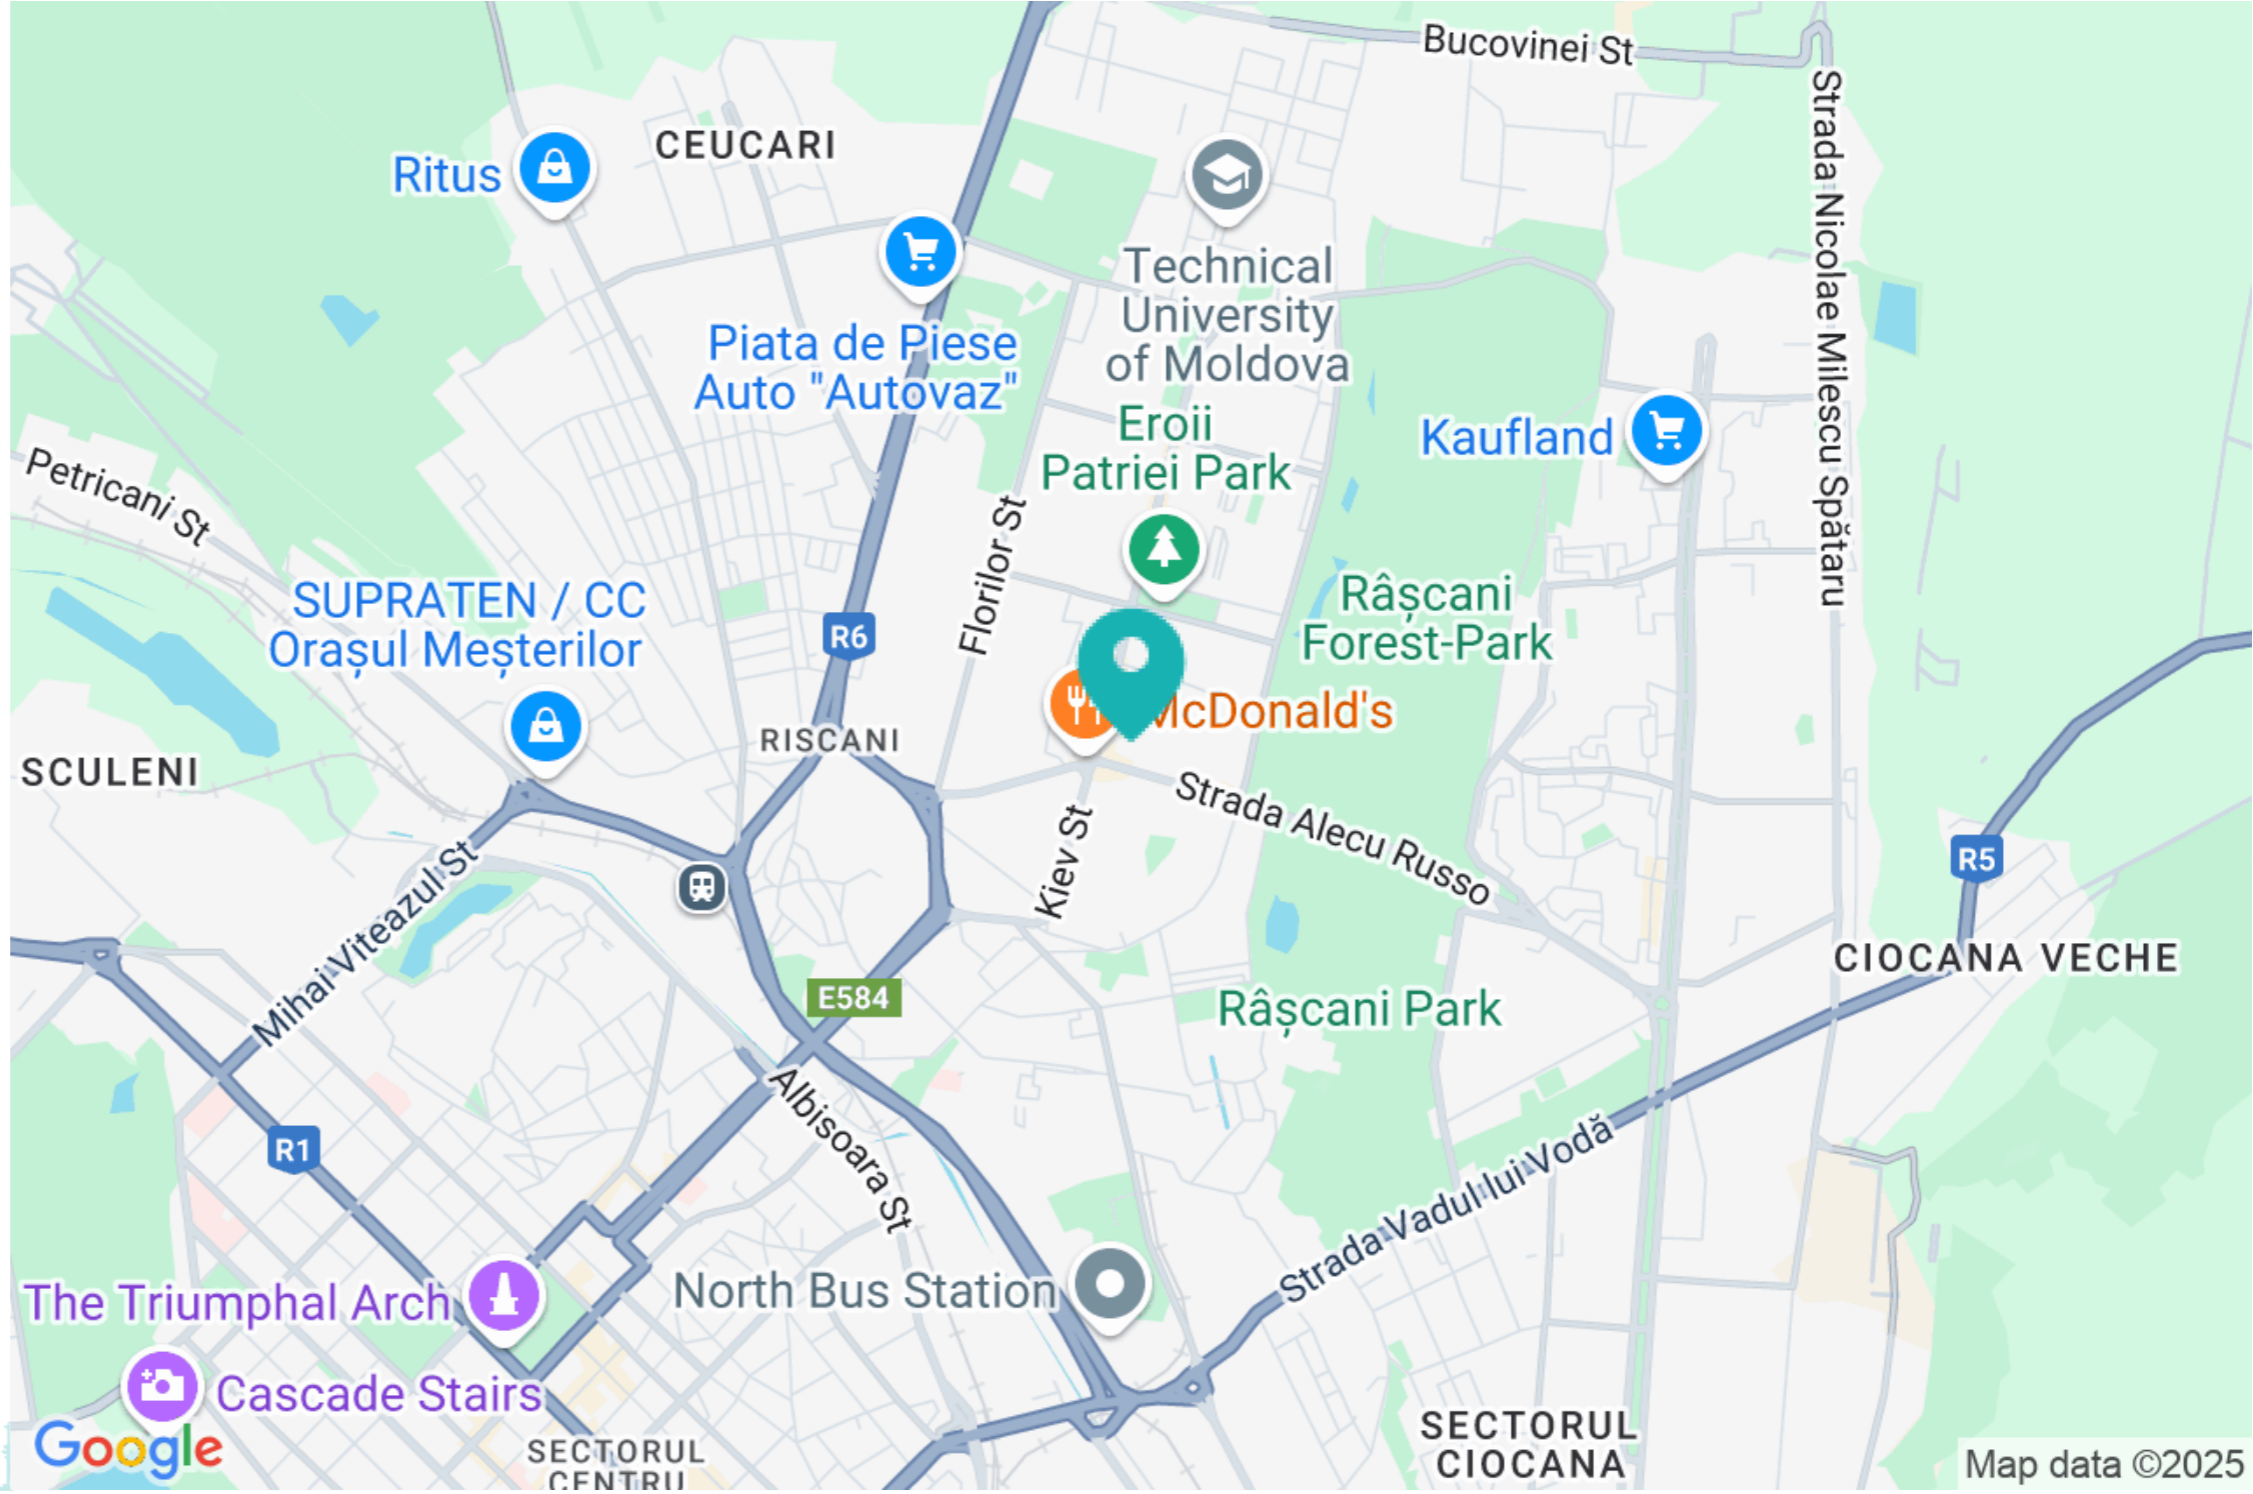 Bucovinei St
Strada Nicolae Milescu Spătaru
CEUCARI
Ritus
Technical
University
of Moldova
Piata de Piese
Auto "Autovaz"
Eroii
Patriei Park
Kaufland
Petricani St
Florilor St
SUPRATEN / CC
Orașul Meșterilor
R6
Râșcani
Forest-Park
McDonald's
RISCANI
SCULENI
Strada Alecu Russo
Kiev St
R5
Mihai Viteazul St
CIOCANA VECHE
E584
Râșcani Park
Albisoara St
R1
Strada Vadul lui Vodă
North Bus Station
The Triumphal Arch
Cascade Stairs
Google
SECTORUL
CENTRU
SECTORUL
CIOCANA
Map data ©2025